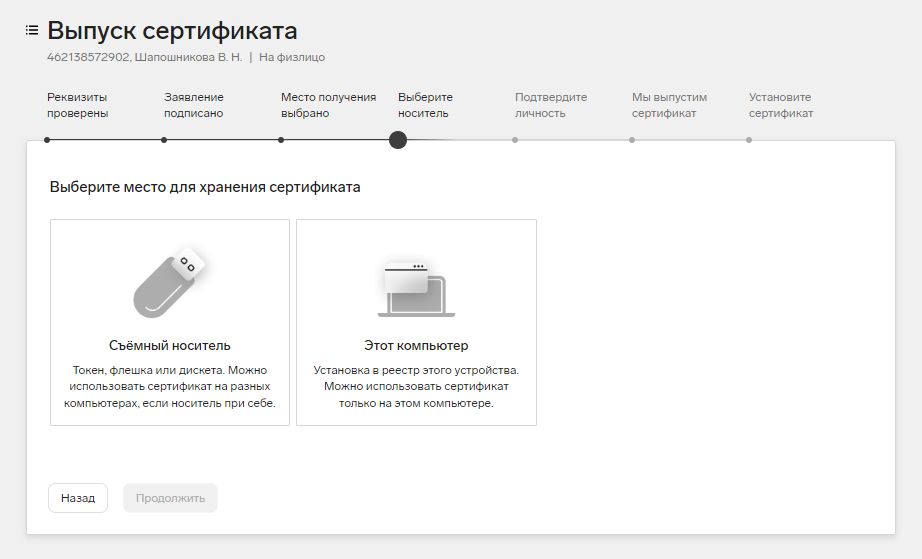 Выпуск сертификата
462138572902, Шапошникова В. Н. | На физлицо
Реквизиты проверены
Заявление подписано
Место получения выбрано
Выберите носитель
Подтвердите личность
Мы выпустим сертификат
Установите сертификат
Выберите место для хранения сертификата
Съёмный носитель
Токен, флешка или дискета. Можно
использовать сертификат на разных
компьютерах, если носитель при себе.
Этот компьютер
Установка в реестр этого устройства.
Можно использовать сертификат
только на этом компьютере.
Назад
Продолжить